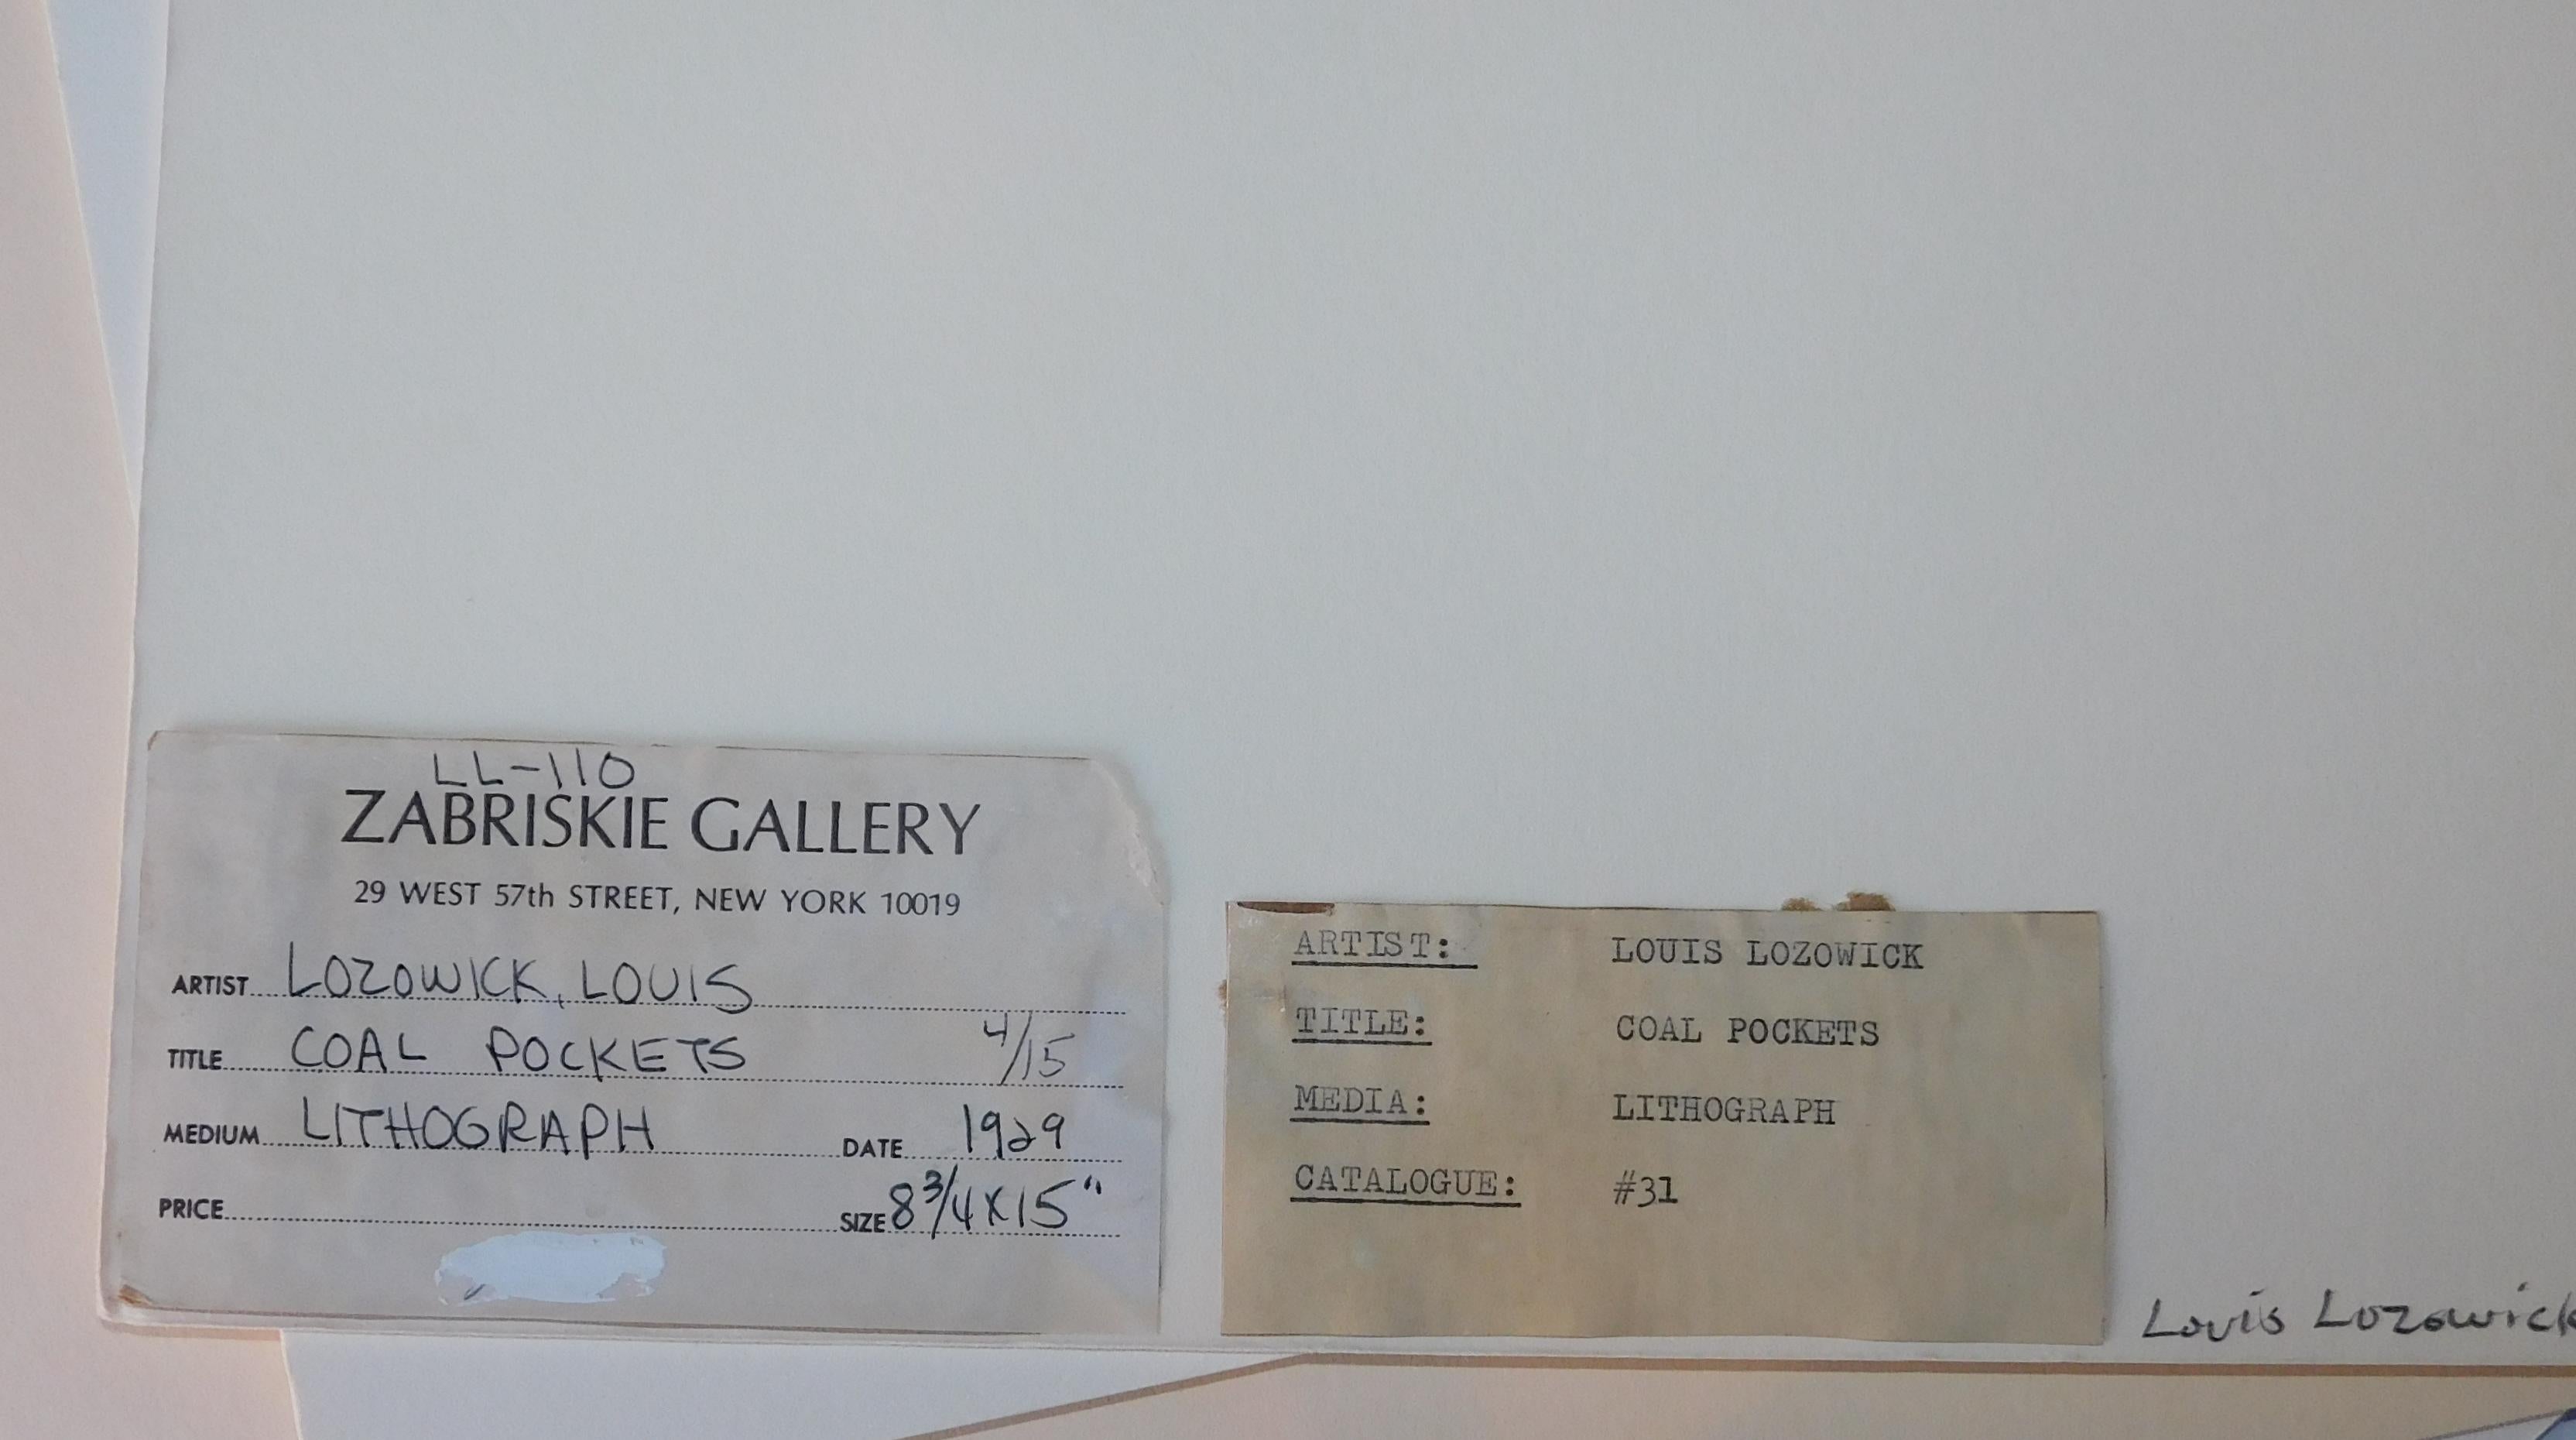 LL-110
ZABRISKIE GALLERY
29 WEST 57th STREET, NEW YORK 10019
ARTIST LOZOWICK, LOUIS
TITLE COAL POCKETS 4/15
MEDIUM LITHOGRAPH DATE 1929
PRICE SIZE 8 3/4 X 15"
ARTIST: LOUIS LOZOWICK
TITLE: COAL POCKETS
MEDIA: LITHOGRAPH
CATALOGUE: #31
Louis Lozowick